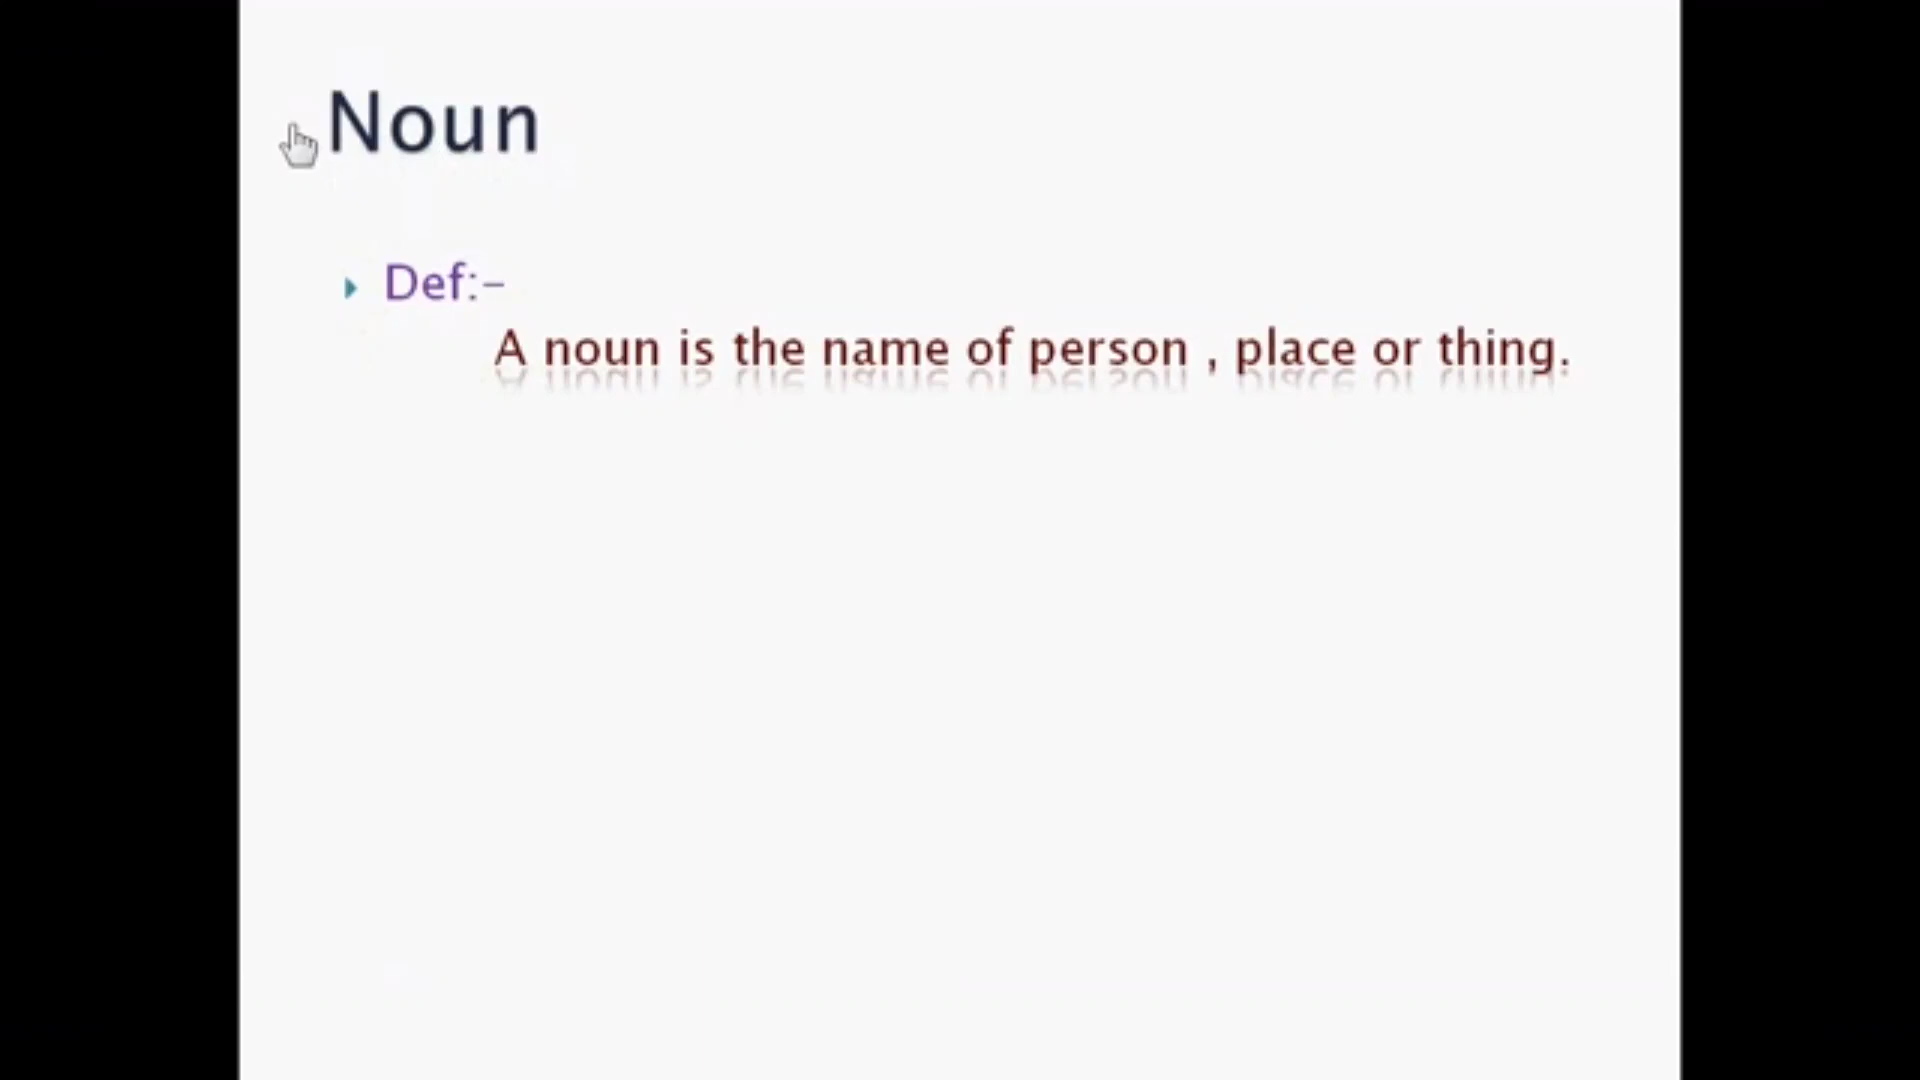 Noun
Def:-
A noun is the name of person , place or thing.